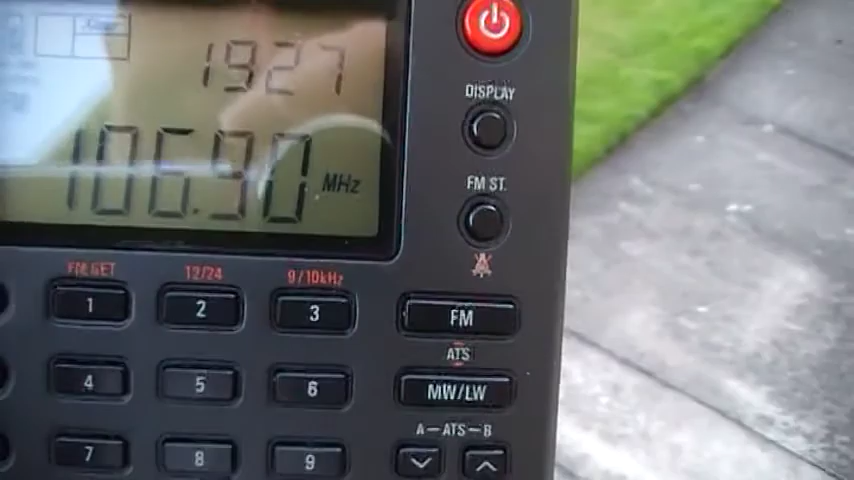 1927
106.90 MHz
DISPLAY
FM ST.
FM SET 12/24 9/10kHz
1 2 3 FM
ATS
4 5 6 MW/LW
A-ATS-B
7 8 9